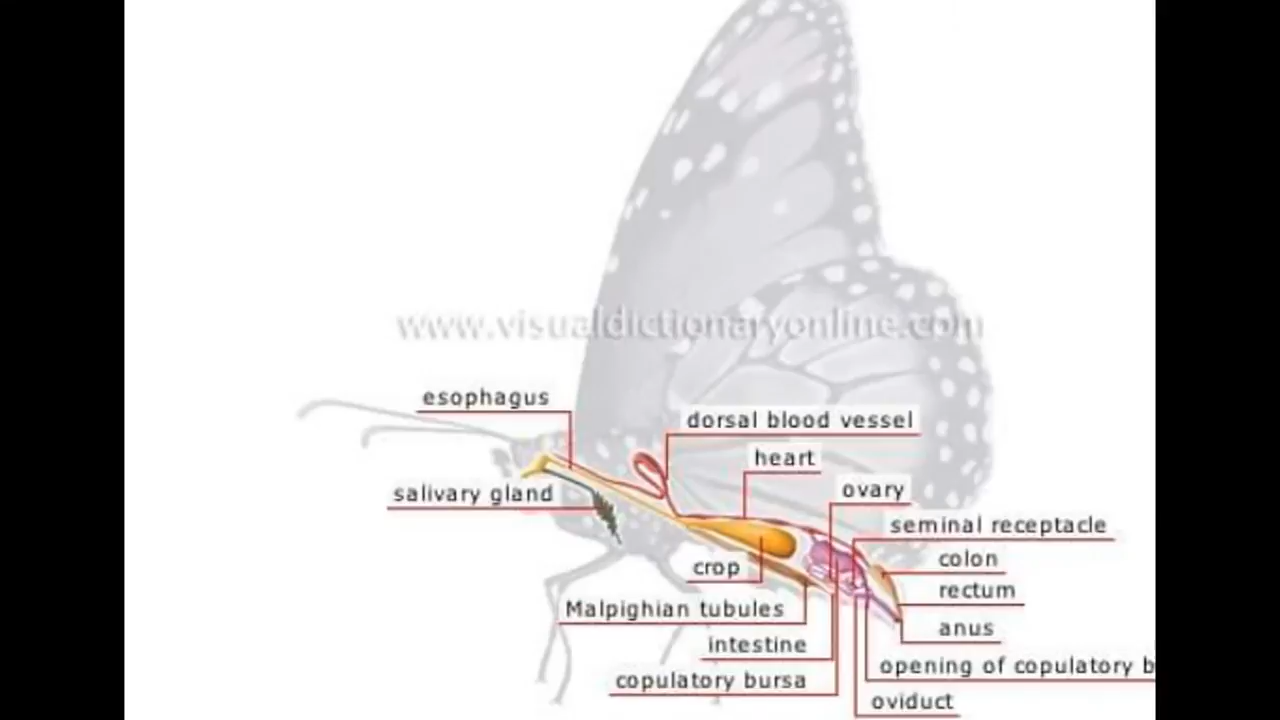 www.visualdictionaryonline.com
esophagus
dorsal blood vessel
heart
ovary
salivary gland
seminal receptacle
colon
crop
rectum
Malpighian tubules
anus
intestine
opening of copulatory b
copulatory bursa
oviduct